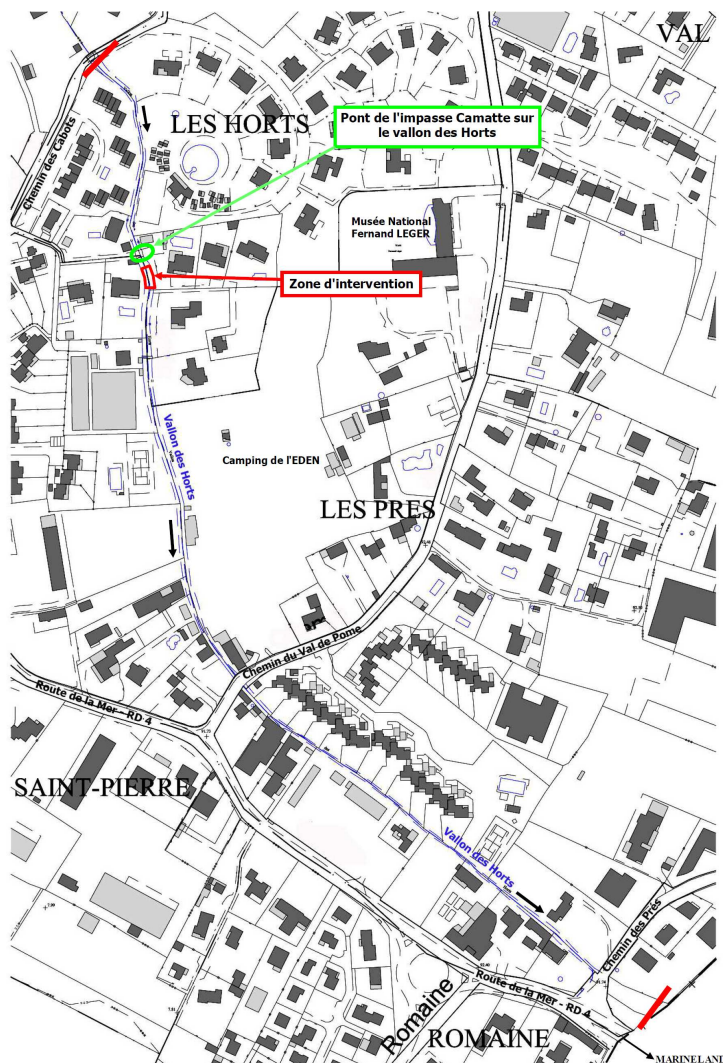 VAL
LES HORTS
Pont de l'impasse Camatte sur
le vallon des Horts
Chemin des Cabots
Musée National
Fernand LEGER
Zone d'intervention
Vallon des Horts
Camping de l'EDEN
LES PRES
Chemin du Val de Pome
Route de la Mer - RD 4
SAINT-PIERRE
Vallon des Horts
Chemin des Prés
Route de la Mer - RD 4
Romaine
ROMAINE
MARINELAND